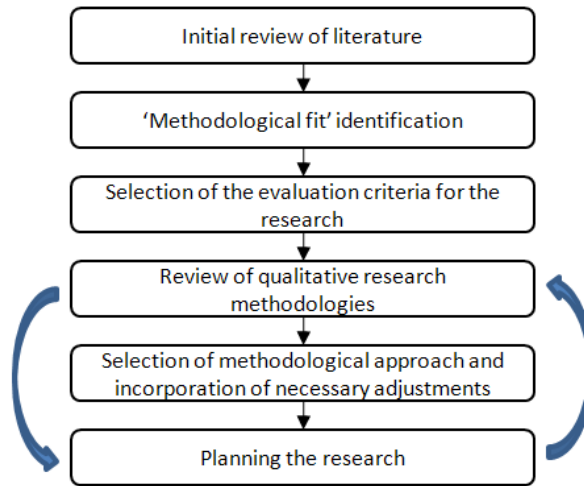 Initial review of literature
‘Methodological fit’ identification
Selection of the evaluation criteria for the
research
Review of qualitative research
methodologies
Selection of methodological approach and
incorporation of necessary adjustments
Planning the research